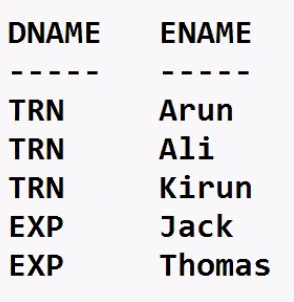 DNAME ENAME
----- -----
TRN Arun
TRN Ali
TRN Kirun
EXP Jack
EXP Thomas